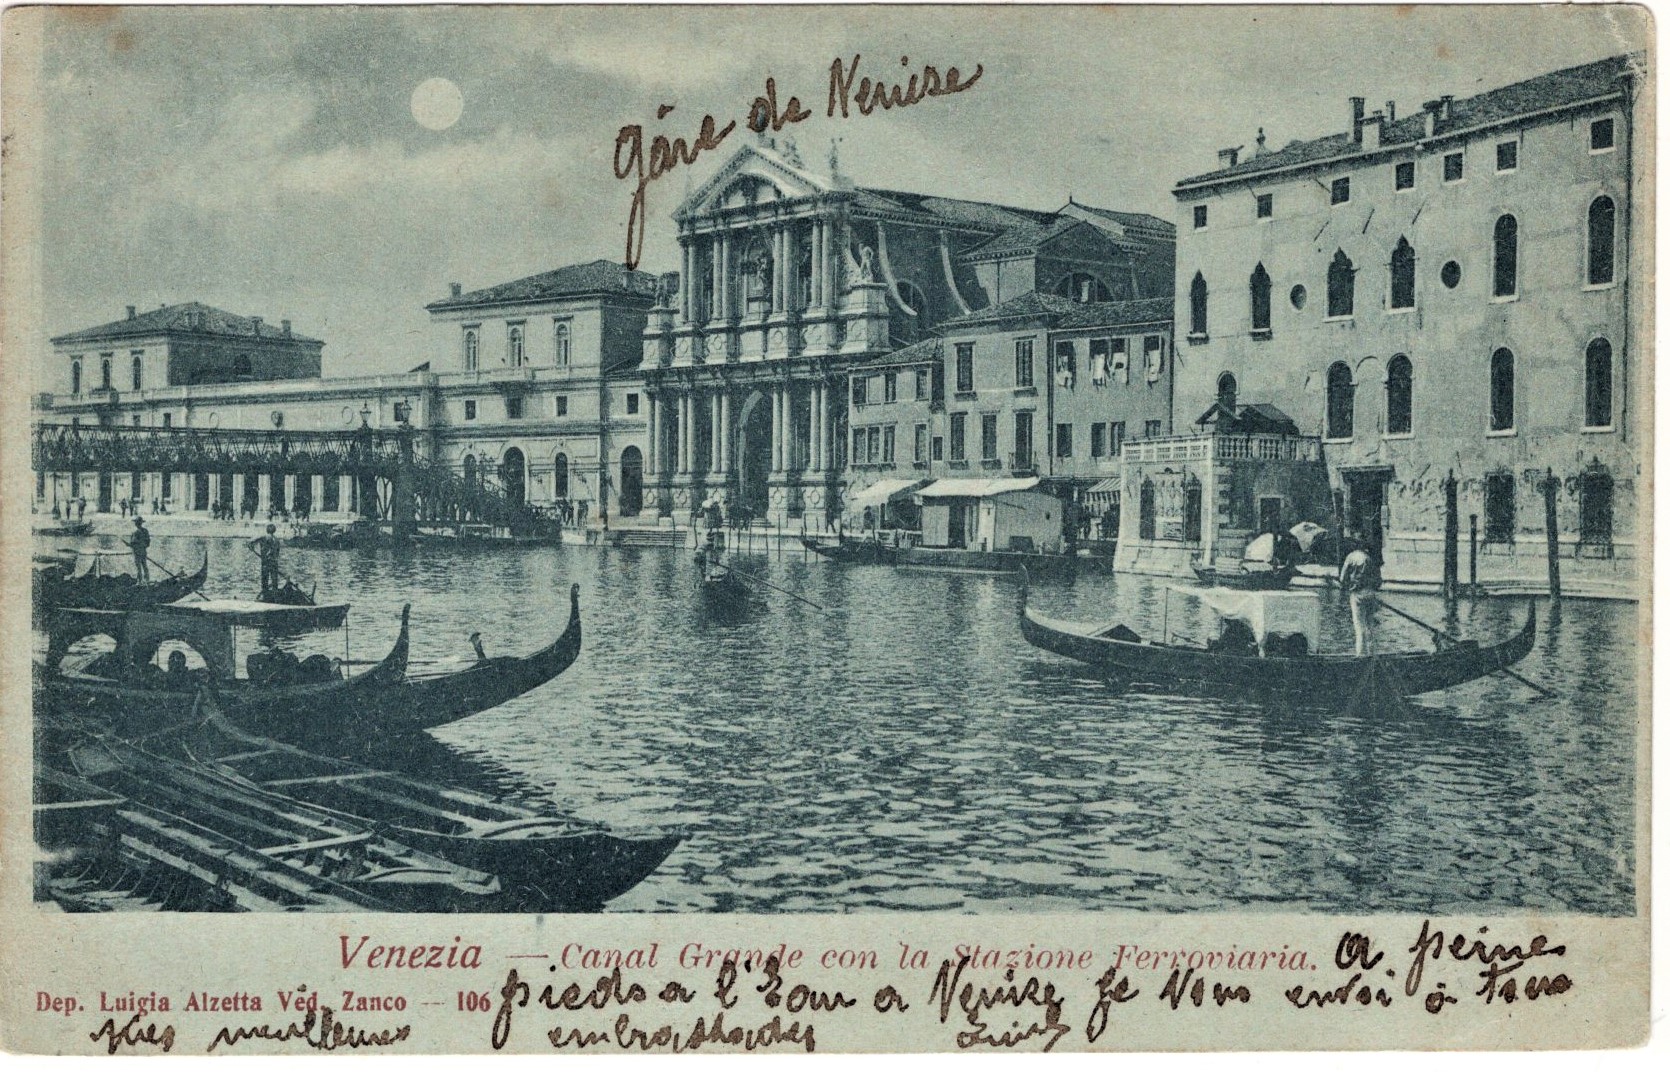 gâre de Venise
Venezia — Canal Grande con la Stazione Ferroviaria. a peine
Dep. Luigia Alzetta Ved. Zanco — 106 pieds a l'Eau a Venise je Vous envoi à tous
mes meilleures embrassades